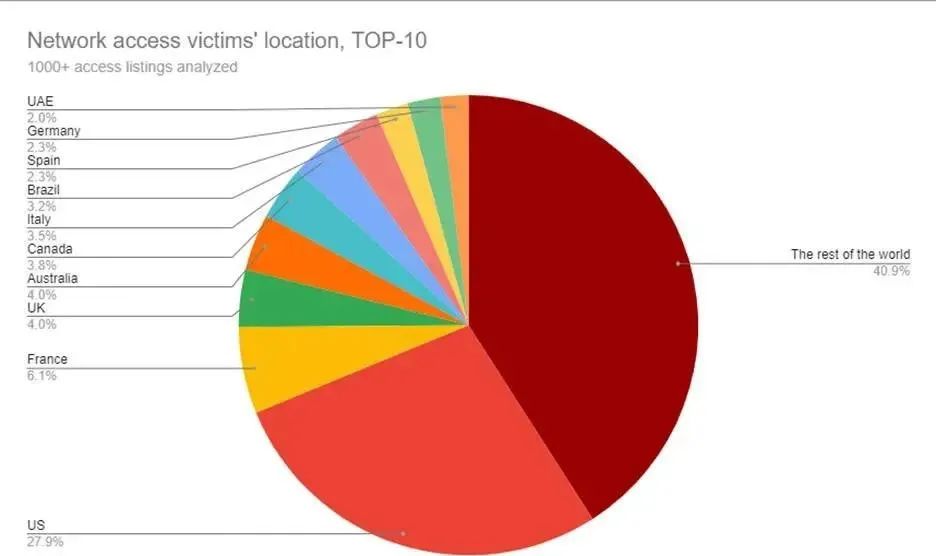 Network access victims' location, TOP-10
1000+ access listings analyzed
UAE
2.0%
Germany
2.3%
Spain
2.3%
Brazil
3.2%
Italy
3.5%
Canada
3.8%
Australia
4.0%
UK
4.0%
France
6.1%
US
27.9%
The rest of the world
40.9%